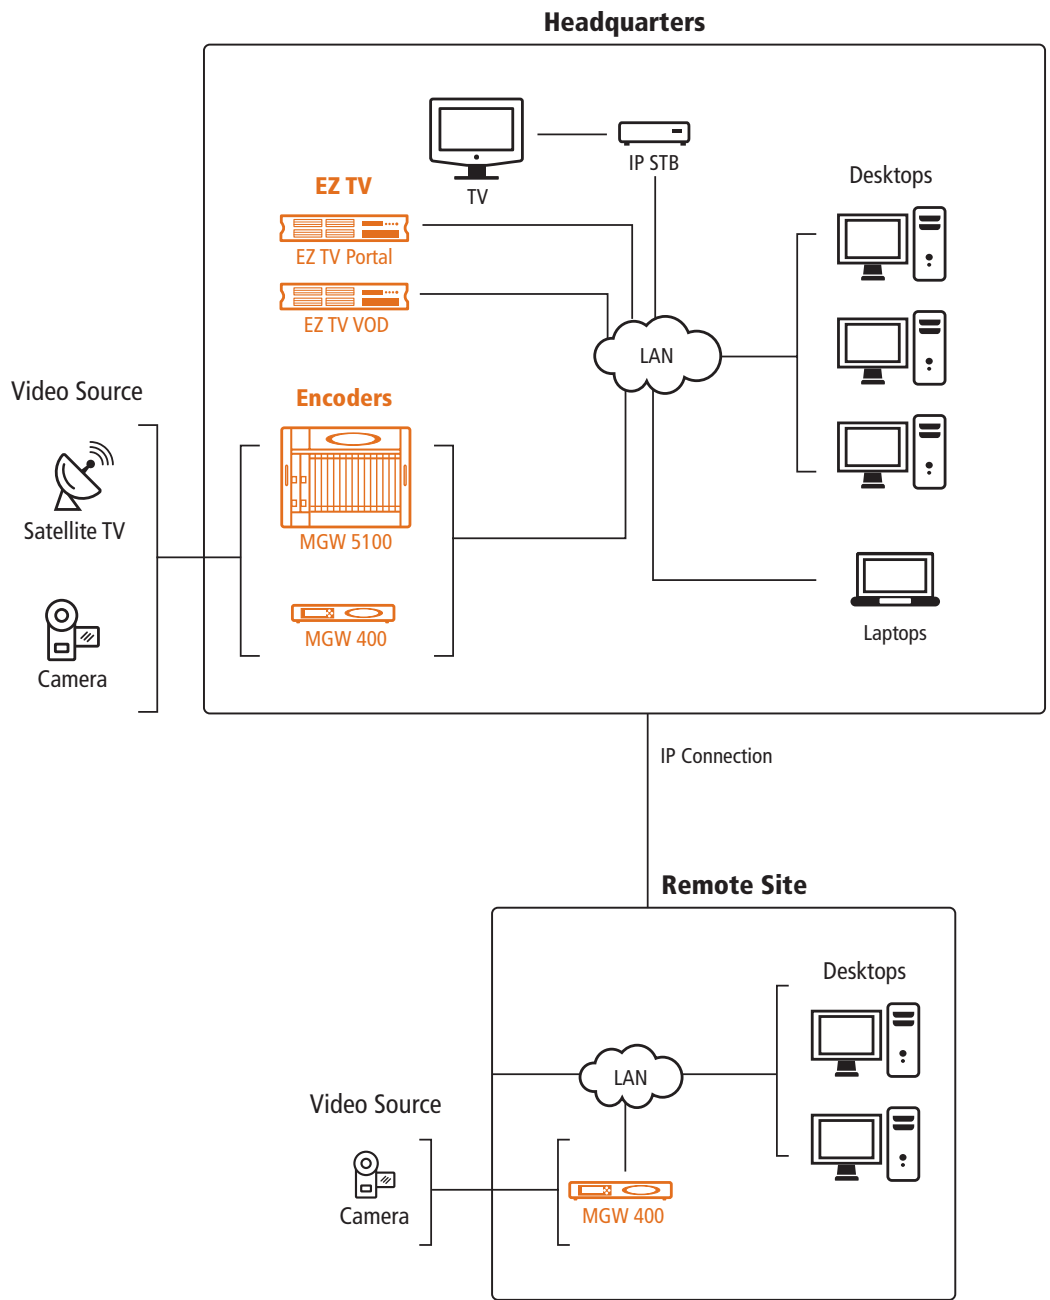 Headquarters
TV
IP STB
Desktops
EZ TV
EZ TV Portal
EZ TV VOD
LAN
Video Source
Encoders
Satellite TV
MGW 5100
MGW 400
Camera
Laptops
IP Connection
Remote Site
Desktops
LAN
Video Source
Camera
MGW 400